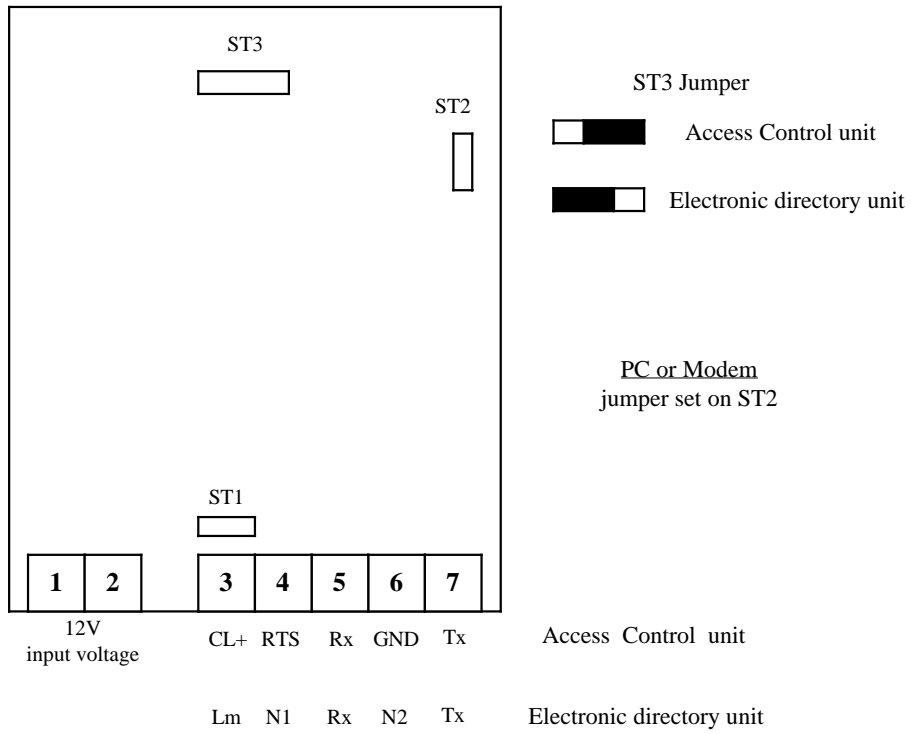 ST3
ST3 Jumper
ST2
Access Control unit
Electronic directory unit
PC or Modem
jumper set on ST2
ST1
1 2 3 4 5 6 7
12V
input voltage
CL+ RTS Rx GND Tx Access Control unit
Lm N1 Rx N2 Tx Electronic directory unit